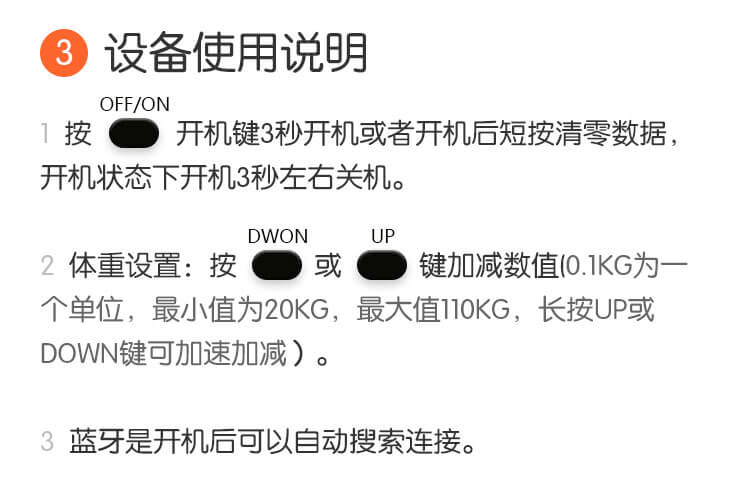 3 设备使用说明
OFF/ON
1 按 开机键3秒开机或者开机后短按清零数据，
开机状态下开机3秒左右关机。
DWON UP
2 体重设置：按 或 键加减数值(0.1KG为一
个单位，最小值为20KG，最大值110KG，长按UP或
DOWN键可加速加减）。
3 蓝牙是开机后可以自动搜索连接。